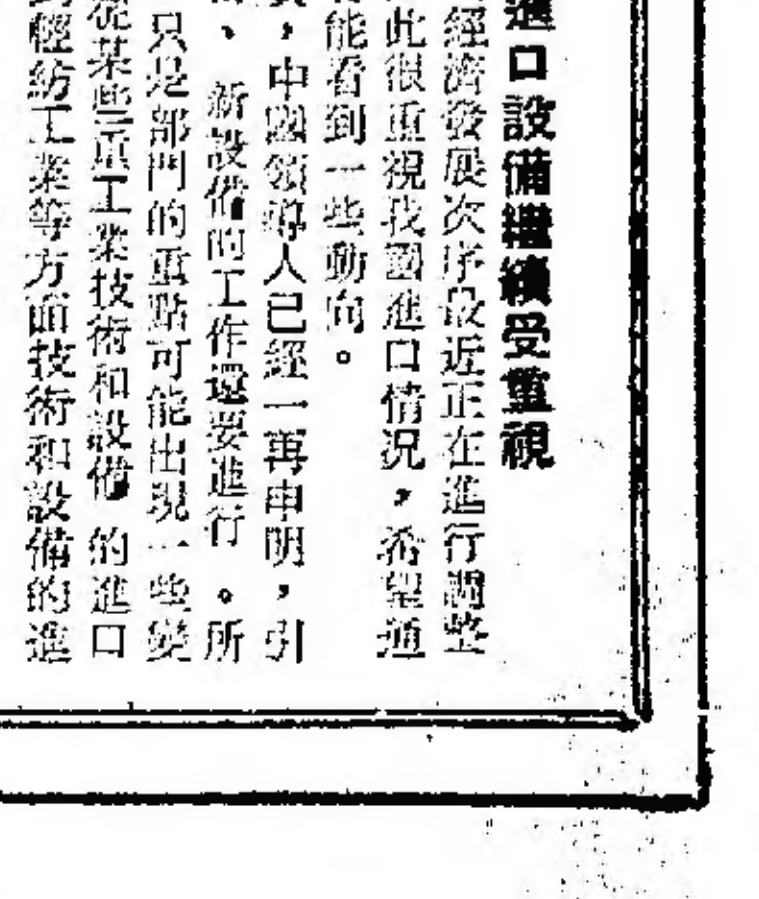 進口設備繼續受重視
經濟發展次序最近正在進行調整
此很重視我國進口情況，希望通
能看到一些動向。
，中國領導人已經一再申明，引
、新設備的工作還要進行。所
只是部門的重點可能出現一些變
從某些重工業技術和設備的進口
到輕紡工業等方面技術和設備的進